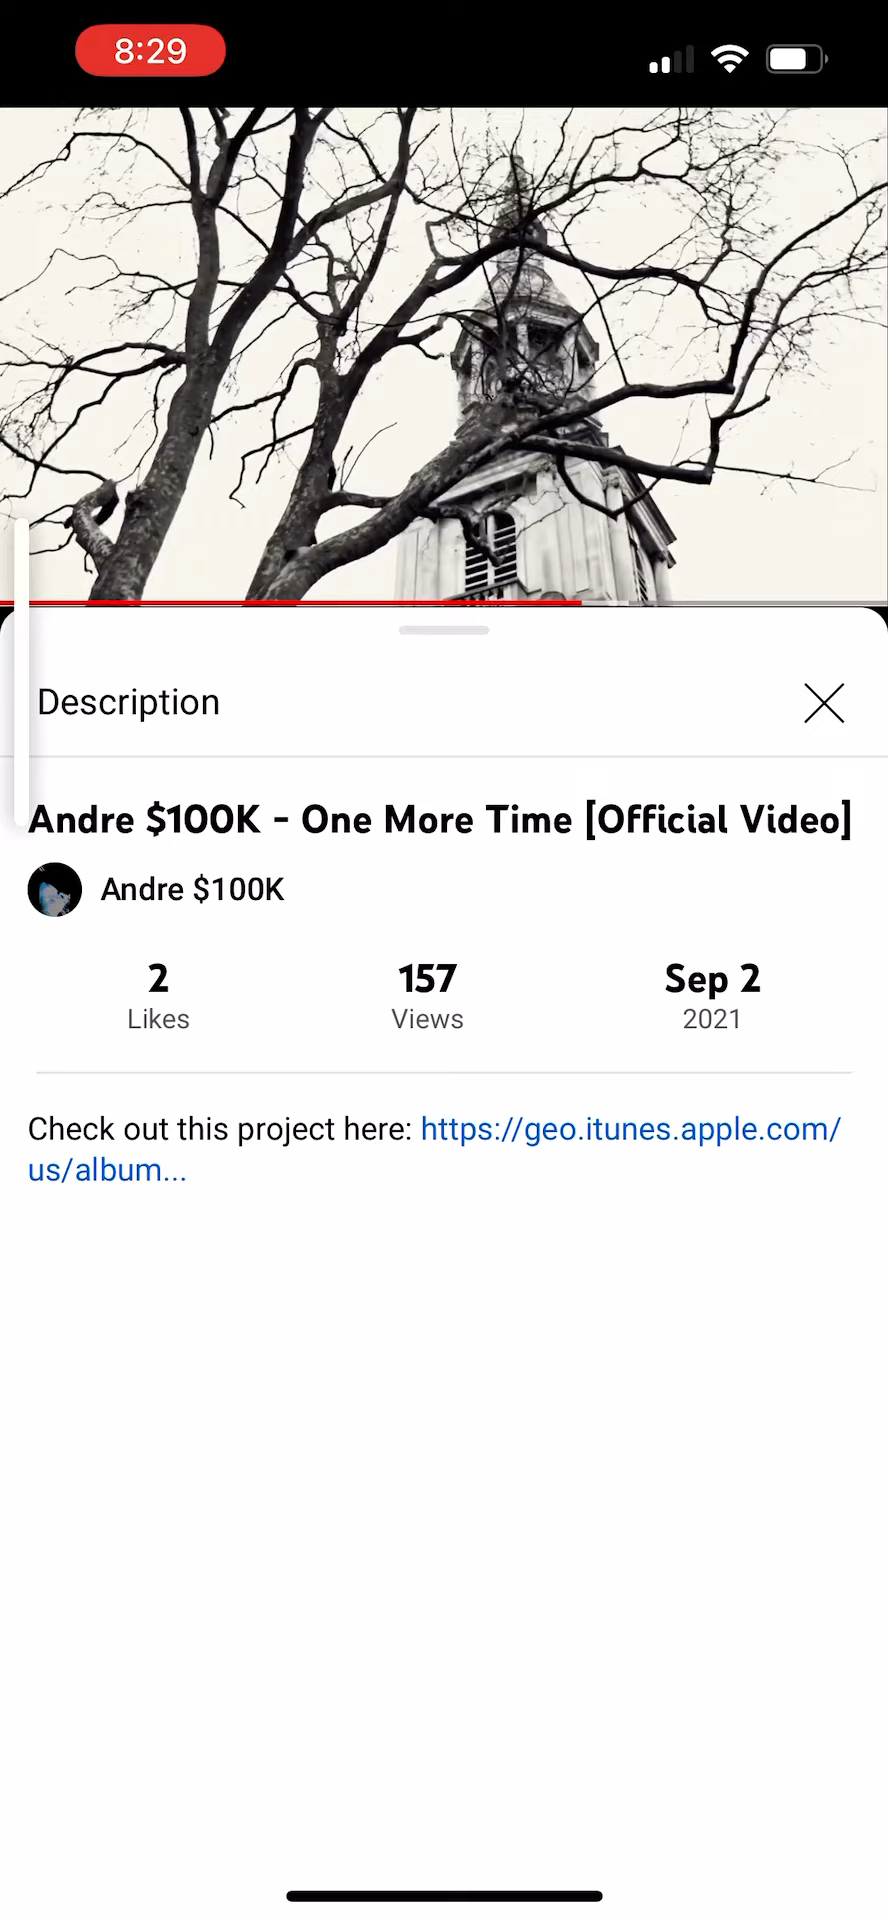 8:29
Description
Andre $100K - One More Time [Official Video]
Andre $100K
2 157 Sep 2
Likes Views 2021
Check out this project here: https://geo.itunes.apple.com/
us/album...